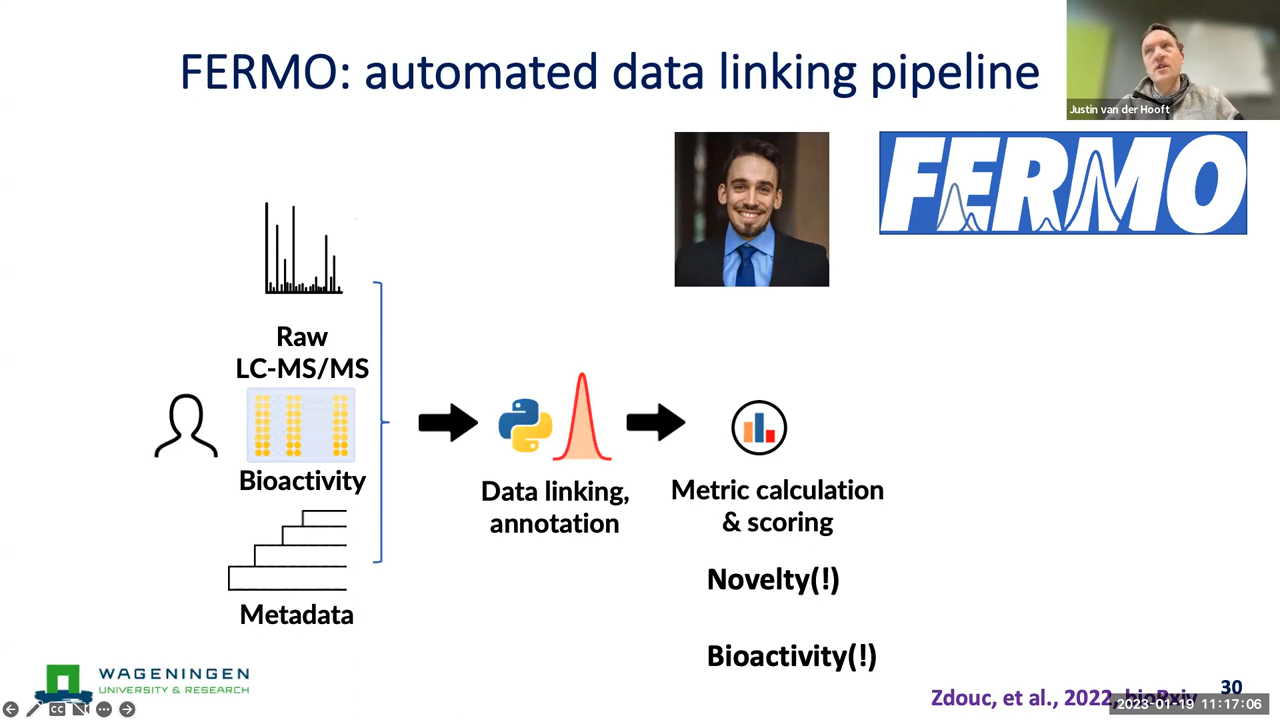 FERMO: automated data linking pipeline
Justin van der Hooft
FERMO
Raw
LC-MS/MS
Bioactivity
Metadata
Data linking,
annotation
Metric calculation
& scoring
Novelty(!)
Bioactivity(!)
WAGENINGEN
UNIVERSITY & RESEARCH
CC
30
Zdouc, et al., 2022, bioRxiv
2023-01-19 11:17:06